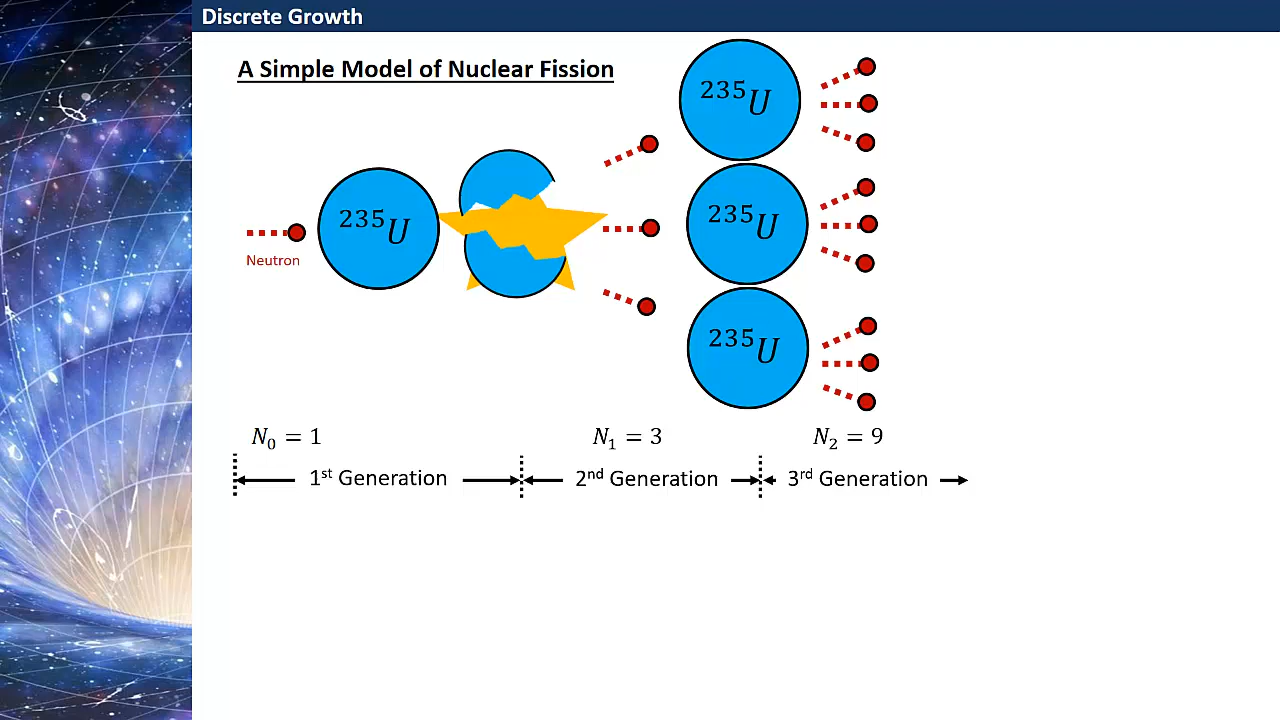 Discrete Growth
A Simple Model of Nuclear Fission
²³⁵U
²³⁵U
²³⁵U
²³⁵U
Neutron
N₀ = 1
N₁ = 3
N₂ = 9
1ˢᵗ Generation
2ⁿᵈ Generation
3ʳᵈ Generation